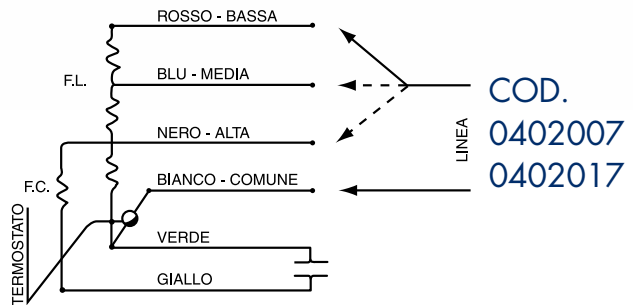 ROSSO - BASSA
F.L.
BLU - MEDIA
NERO - ALTA
F.C.
BIANCO - COMUNE
TERMOSTATO
VERDE
GIALLO
LINEA
COD.
0402007
0402017